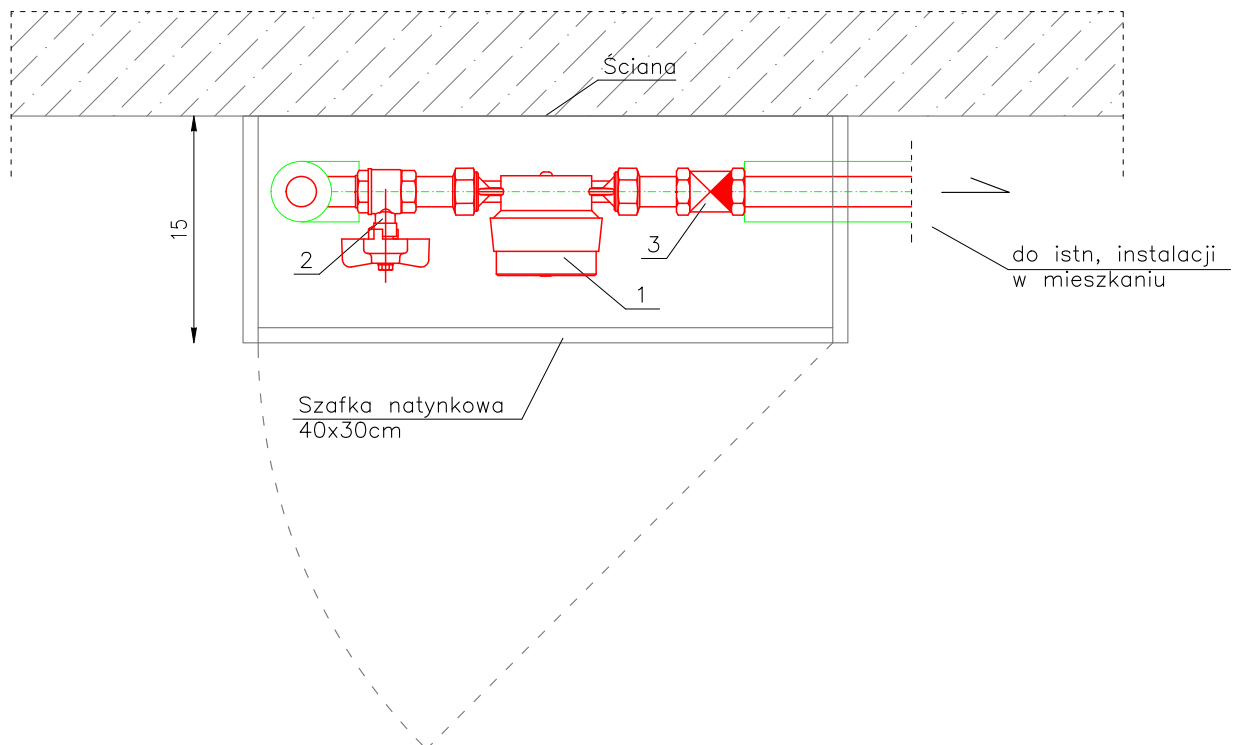 Ściana
15
2
3
1
do istn, instalacji
w mieszkaniu
Szafka natynkowa
40x30cm